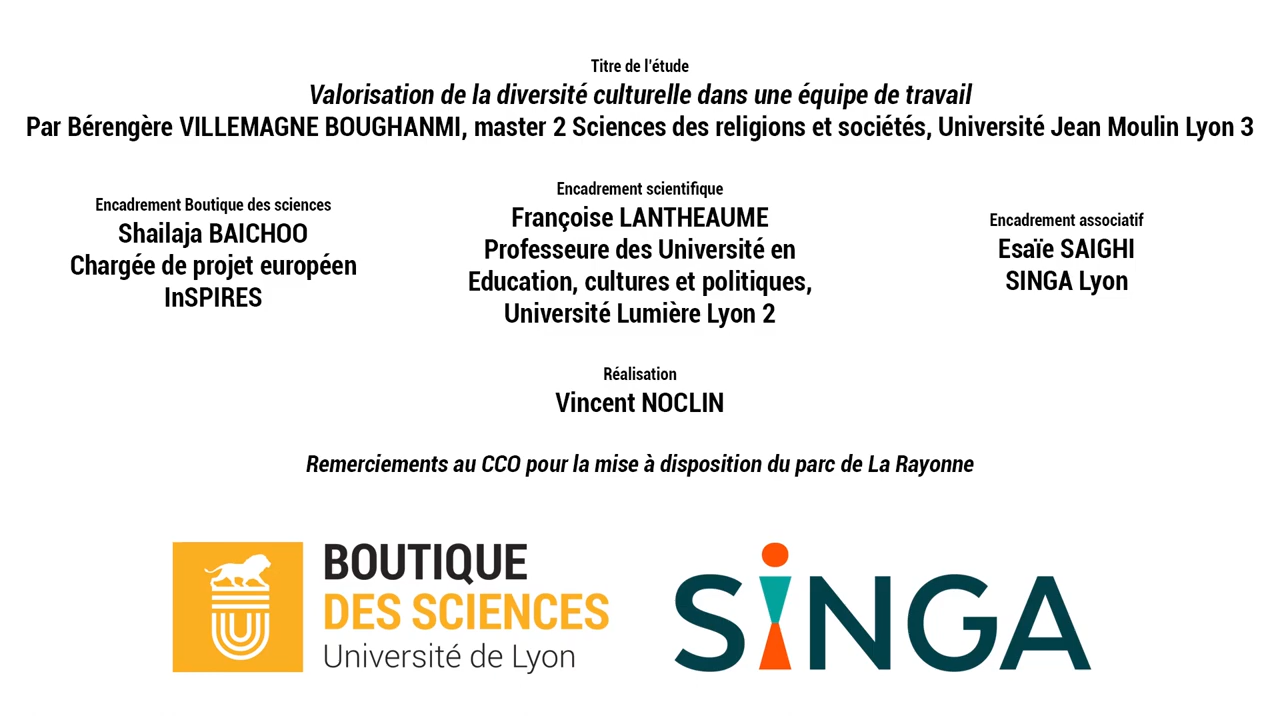 Titre de l'étude
Valorisation de la diversité culturelle dans une équipe de travail
Par Bérengère VILLEMAGNE BOUGHANMI, master 2 Sciences des religions et sociétés, Université Jean Moulin Lyon 3
Encadrement Boutique des sciences
Shailaja BAICHOO
Chargée de projet européen
InSPIRES
Encadrement scientifique
Françoise LANTHEAUME
Professeure des Université en
Education, cultures et politiques,
Université Lumière Lyon 2
Encadrement associatif
Esaïe SAIGHI
SINGA Lyon
Réalisation
Vincent NOCLIN
Remerciements au CCO pour la mise à disposition du parc de La Rayonne
BOUTIQUE
DES SCIENCES
Université de Lyon
SiNGA